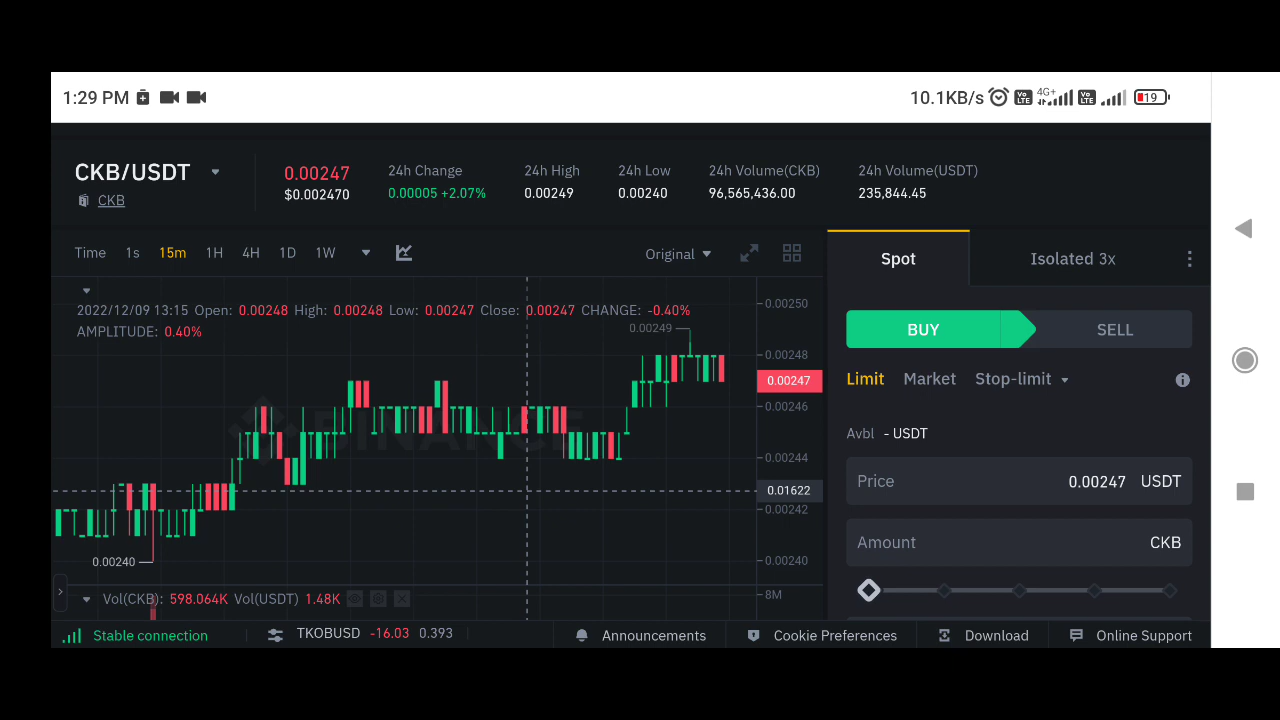 1:29 PM 10.1KB/s 4G+ Vo LTE Vo LTE 19
CKB/USDT 0.00247 24h Change 24h High 24h Low 24h Volume(CKB) 24h Volume(USDT)
CKB $0.002470 0.00005 +2.07% 0.00249 0.00240 96,565,436.00 235,844.45
Time 1s 15m 1H 4H 1D 1W Original
Spot Isolated 3x
2022/12/09 13:15 Open: 0.00248 High: 0.00248 Low: 0.00247 Close: 0.00247 CHANGE: -0.40%
AMPLITUDE: 0.40%
0.00249
0.00250
0.00248
0.00247
0.00246
0.00244
0.01622
0.00242
0.00240
0.00240
BINANCE
8M
Vol(CKB): 598.064K Vol(USDT) 1.48K
BUY SELL
Limit Market Stop-limit
Avbl - USDT
Price 0.00247 USDT
Amount CKB
Stable connection TKOBUSD -16.03 0.393 Announcements Cookie Preferences Download Online Support